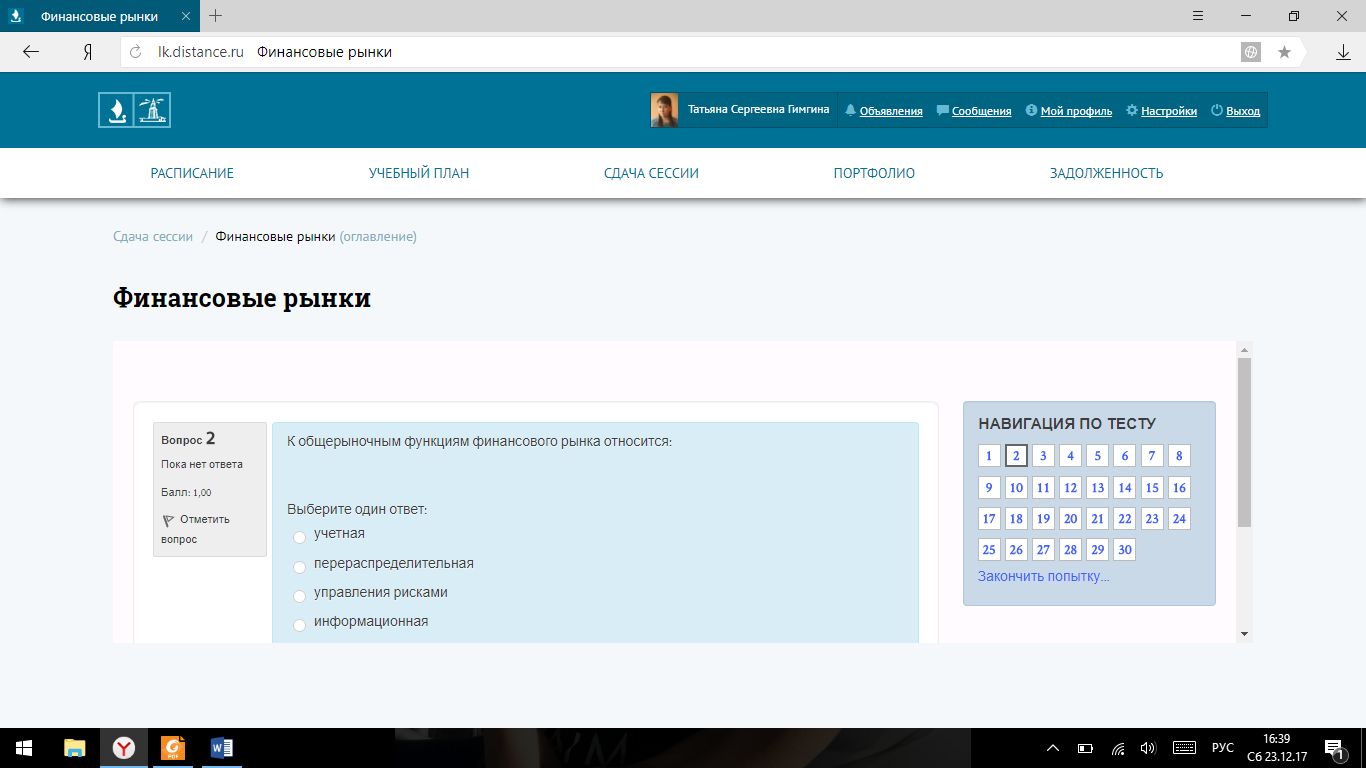 Финансовые рынки
lk.distance.ru Финансовые рынки
Татьяна Сергеевна Гимгина Объявления Сообщения Мой профиль Настройки Выход
РАСПИСАНИЕ УЧЕБНЫЙ ПЛАН СДАЧА СЕССИИ ПОРТФОЛИО ЗАДОЛЖЕННОСТЬ
Сдача сессии / Финансовые рынки (оглавление)
Финансовые рынки
Вопрос 2
Пока нет ответа
Балл: 1,00
Отметить
вопрос
К общерыночным функциям финансового рынка относится:
Выберите один ответ:
учетная
перераспределительная
управления рисками
информационная
НАВИГАЦИЯ ПО ТЕСТУ
1 2 3 4 5 6 7 8
9 10 11 12 13 14 15 16
17 18 19 20 21 22 23 24
25 26 27 28 29 30
Закончить попытку...
РУС
16:39
Сб 23.12.17
1